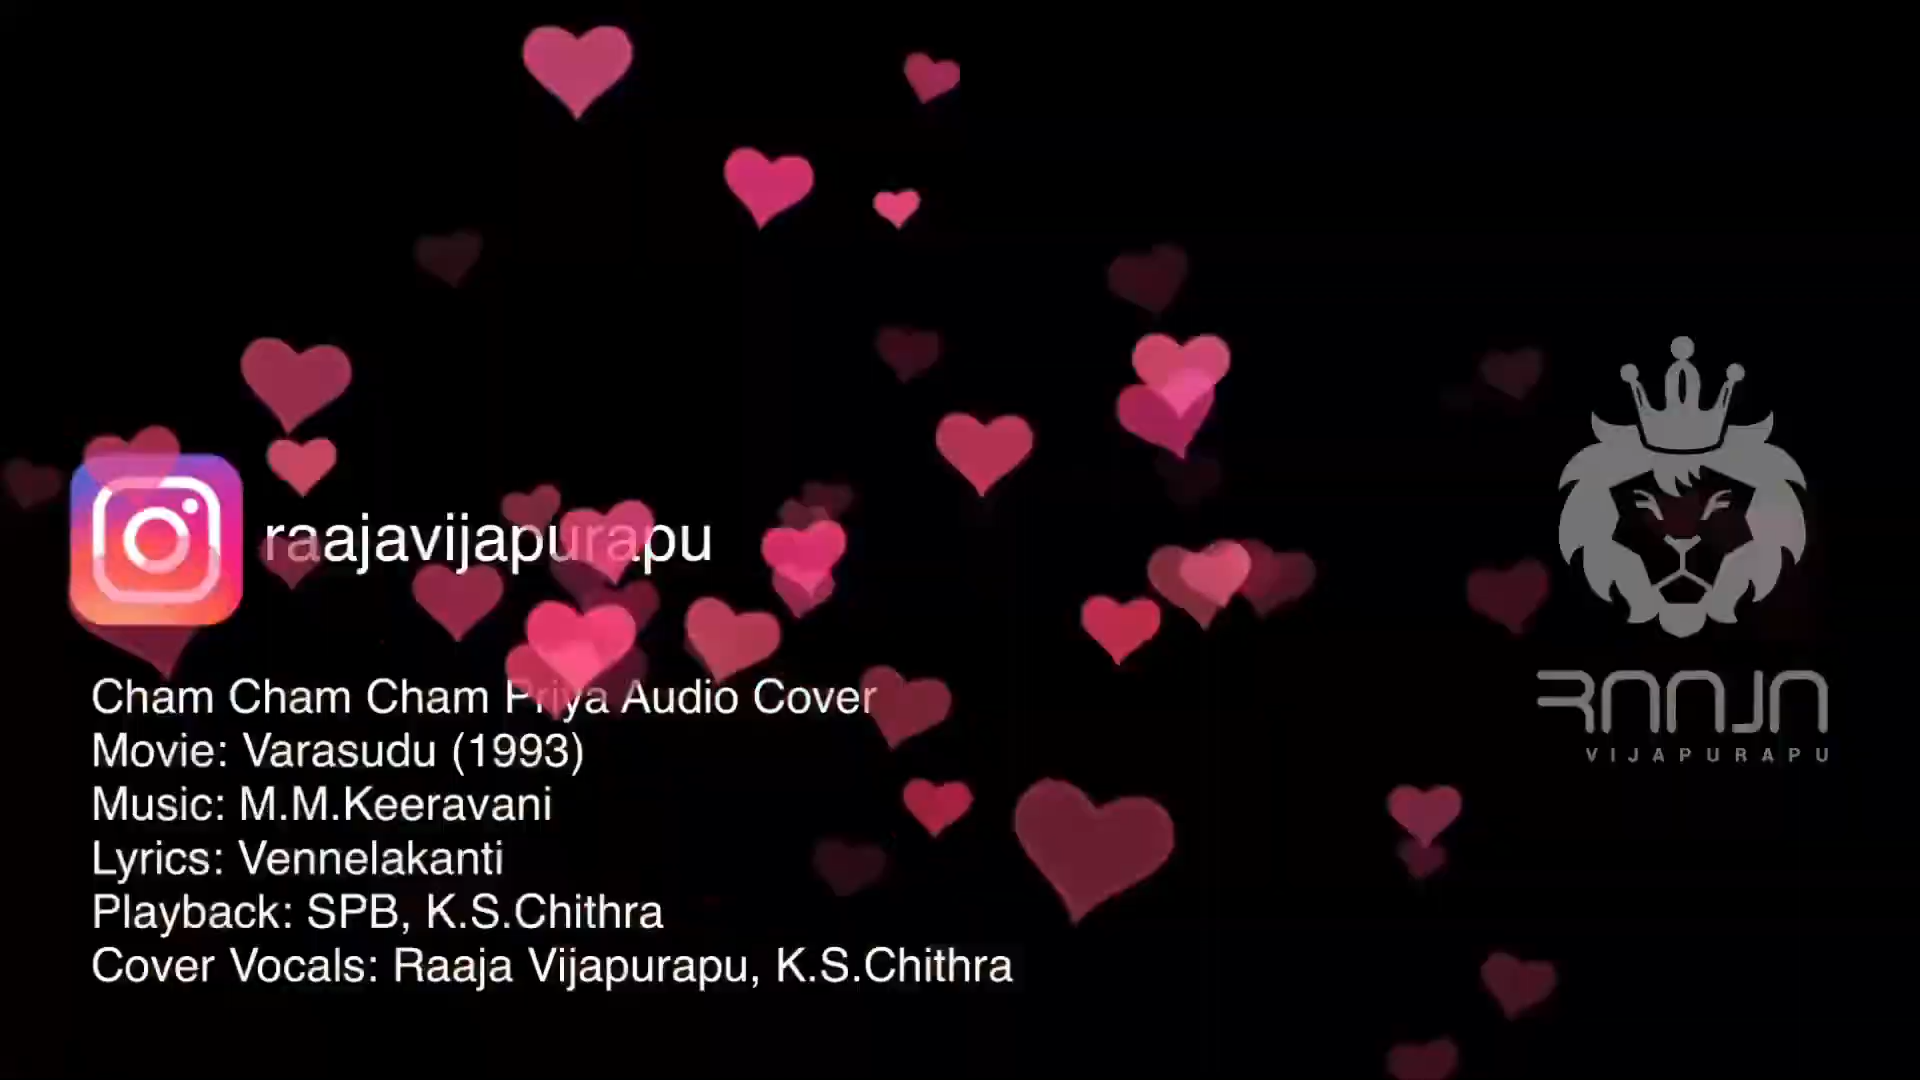 raajavijapurapu
Cham Cham Cham Priya Audio Cover
Movie: Varasudu (1993)
Music: M.M.Keeravani
Lyrics: Vennelakanti
Playback: SPB, K.S.Chithra
Cover Vocals: Raaja Vijapurapu, K.S.Chithra
RAAJA
VIJAPURAPU